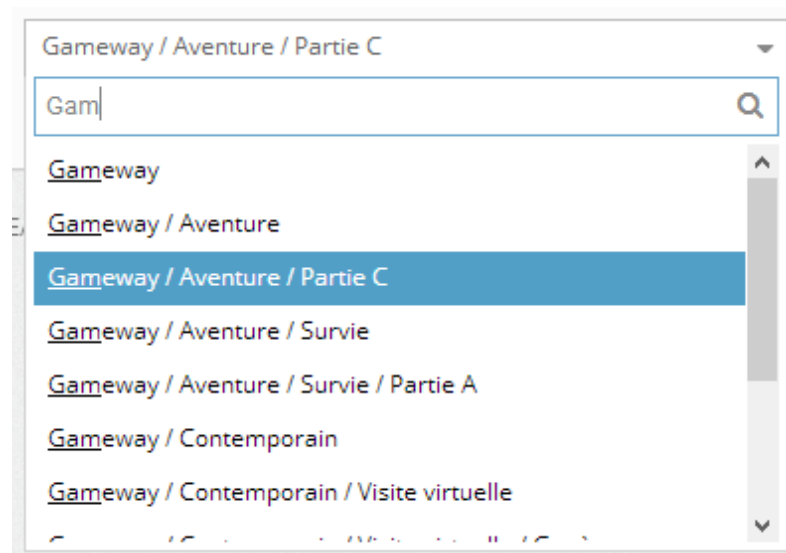 Gameway / Aventure / Partie C
Gam
Gameway
Gameway / Aventure
Gameway / Aventure / Partie C
Gameway / Aventure / Survie
Gameway / Aventure / Survie / Partie A
Gameway / Contemporain
Gameway / Contemporain / Visite virtuelle